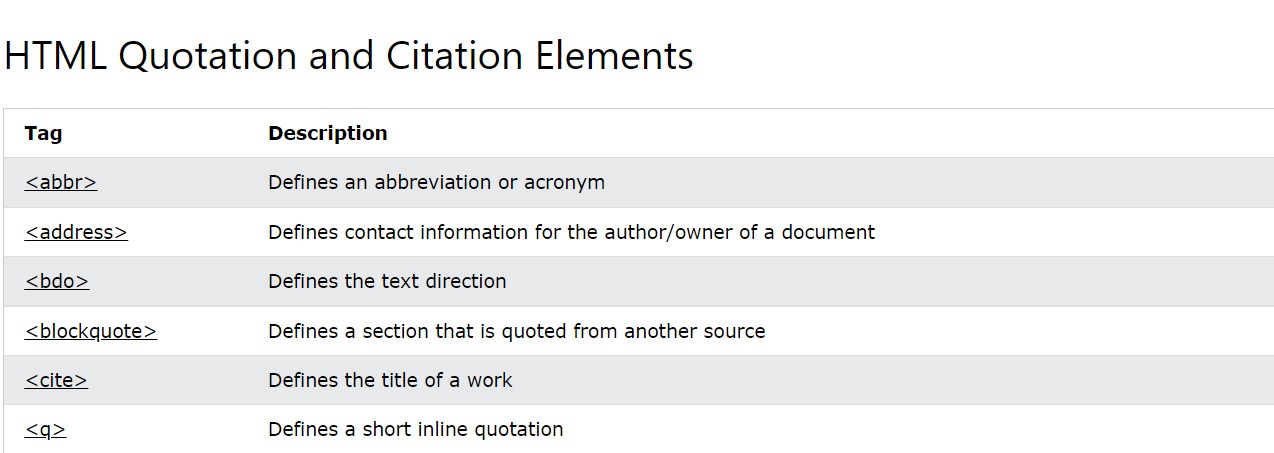 HTML Quotation and Citation Elements
Tag Description
<abbr> Defines an abbreviation or acronym
<address> Defines contact information for the author/owner of a document
<bdo> Defines the text direction
<blockquote> Defines a section that is quoted from another source
<cite> Defines the title of a work
<q> Defines a short inline quotation